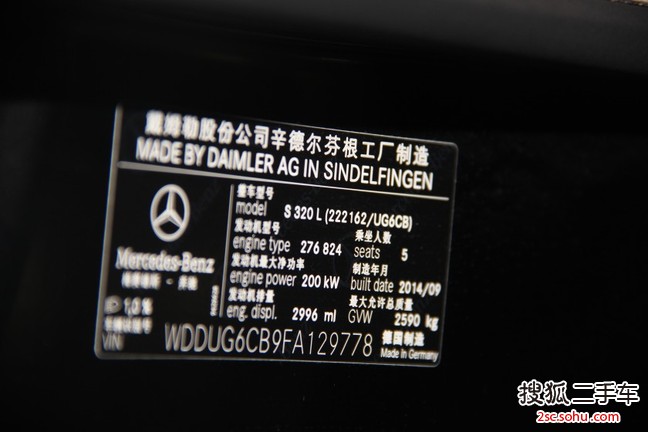 戴姆勒股份公司辛德尔芬根工厂制造
MADE BY DAIMLER AG IN SINDELFINGEN
Mercedes-Benz
整车型号
model S 320 L (222162/UG6CB)
发动机型号 乘坐人数
engine type 276 824 seats 5
发动机最大净功率 制造年月
engine power 200 kW built date 2014/09
发动机排量 最大允许总质量
eng. displ. 2996 ml GVW 2590 kg
VIN WDDUG6CB9FA129778
德国制造
Made in Germany
搜狐二手车
2sc.sohu.com